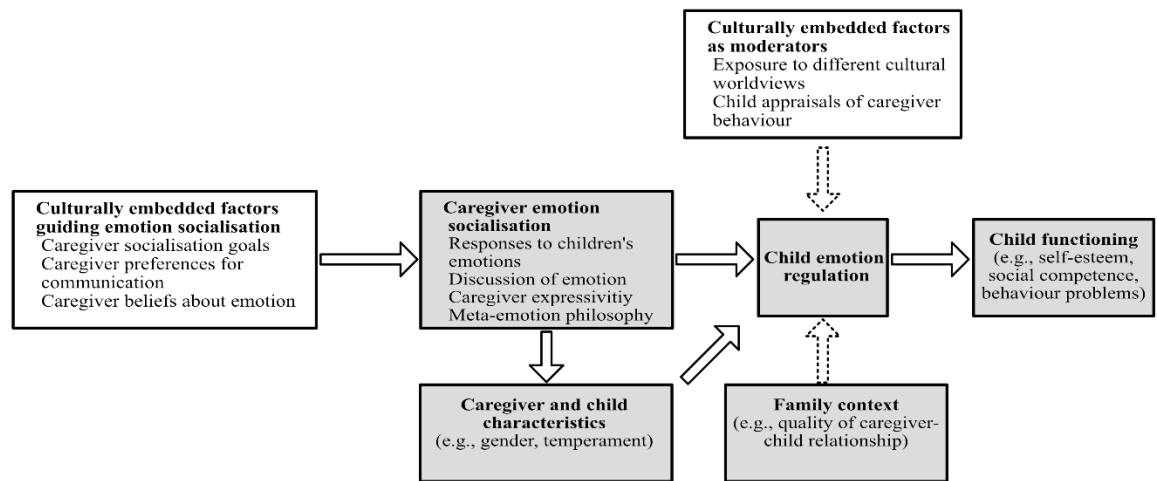 Culturally embedded factors
as moderators
Exposure to different cultural
worldviews
Child appraisals of caregiver
behaviour
Culturally embedded factors
guiding emotion socialisation
Caregiver socialisation goals
Caregiver preferences for
communication
Caregiver beliefs about emotion
Caregiver emotion
socialisation
Responses to children's
emotions
Discussion of emotion
Caregiver expressivitiy
Meta-emotion philosophy
Child emotion
regulation
Child functioning
(e.g., self-esteem,
social competence,
behaviour problems)
Caregiver and child
characteristics
(e.g., gender, temperament)
Family context
(e.g., quality of caregiver-
child relationship)